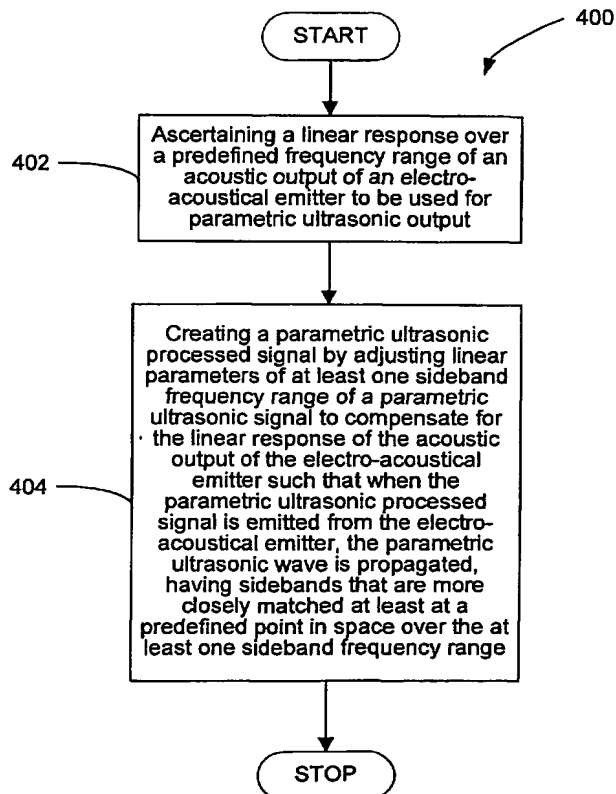 START
400
402
Ascertaining a linear response over
a predefined frequency range of an
acoustic output of an electro-
acoustical emitter to be used for
parametric ultrasonic output
404
Creating a parametric ultrasonic
processed signal by adjusting linear
parameters of at least one sideband
frequency range of a parametric
ultrasonic signal to compensate for
the linear response of the acoustic
output of the electro-acoustical
emitter such that when the
parametric ultrasonic processed
signal is emitted from the electro-
acoustical emitter, the parametric
ultrasonic wave is propagated,
having sidebands that are more
closely matched at least at a
predefined point in space over the at
least one sideband frequency range
STOP